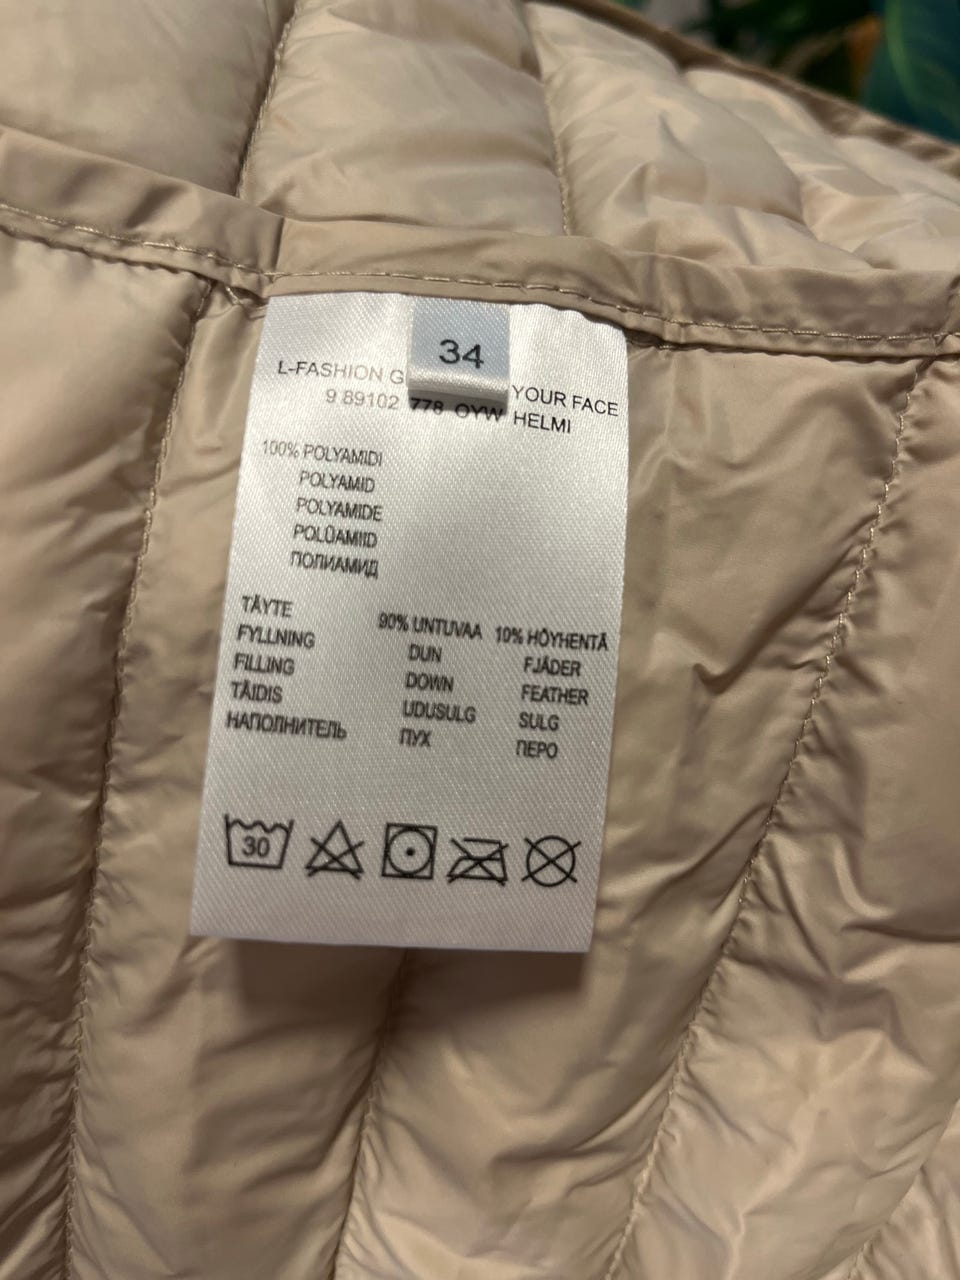 34
L-FASHION G YOUR FACE
9 89102 778 OYW HELMI
100% POLYAMIDI
POLYAMID
POLYAMIDE
POLÜAMIID
ПОЛИАМИД
TÄYTE 90% UNTUVAA 10% HÖYHENTÄ
FYLLNING DUN FJÄDER
FILLING DOWN FEATHER
TÄIDIS UDUSULG SULG
НАПОЛНИТЕЛЬ ПУХ ПЕРО
30